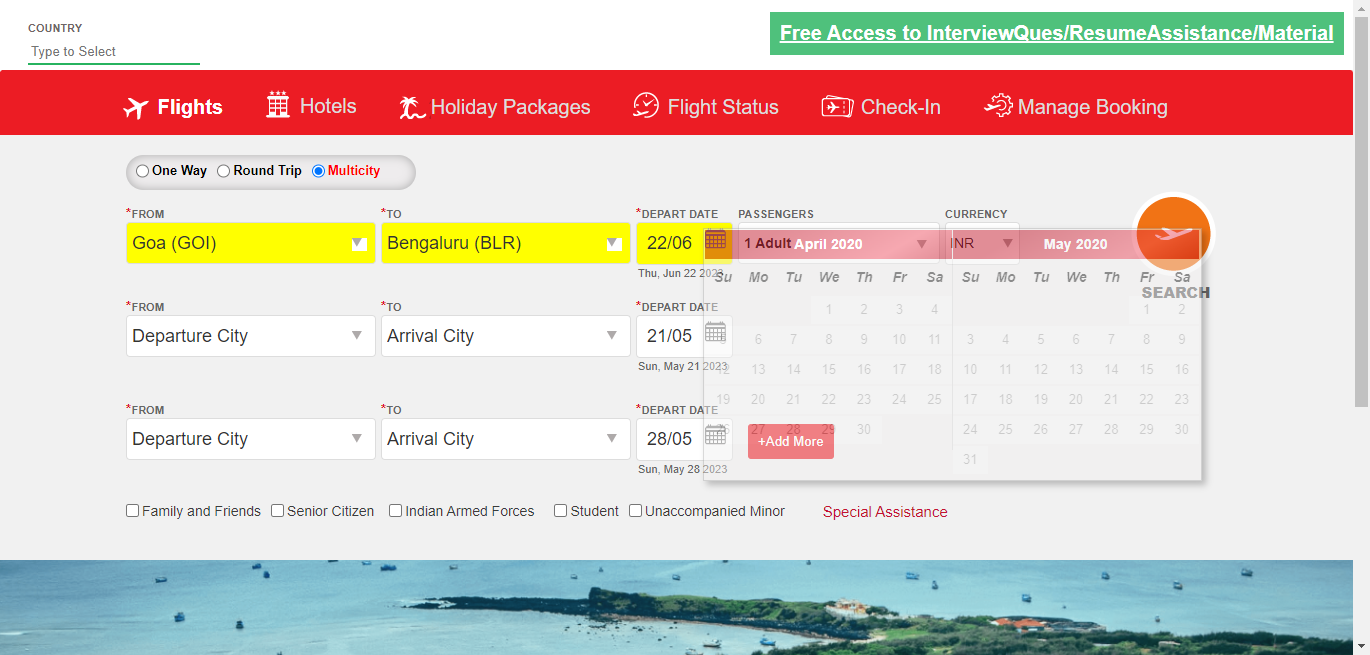 COUNTRY
Type to Select
Free Access to InterviewQues/ResumeAssistance/Material
Flights Hotels Holiday Packages Flight Status Check-In Manage Booking
One Way Round Trip Multicity
*FROM *TO *DEPART DATE PASSENGERS CURRENCY
Goa (GOI) Bengaluru (BLR) 22/06 1 Adult INR
Thu, Jun 22 2023
SEARCH
April 2020 May 2020
Su Mo Tu We Th Fr Sa Su Mo Tu We Th Fr Sa
1 2 3 4 1 2
5 6 7 8 9 10 11 3 4 5 6 7 8 9
12 13 14 15 16 17 18 10 11 12 13 14 15 16
19 20 21 22 23 24 25 17 18 19 20 21 22 23
26 27 28 29 30 24 25 26 27 28 29 30
31
*FROM *TO *DEPART DATE
Departure City Arrival City 21/05
Sun, May 21 2023
*FROM *TO *DEPART DATE
Departure City Arrival City 28/05
+Add More
Sun, May 28 2023
Family and Friends Senior Citizen Indian Armed Forces Student Unaccompanied Minor Special Assistance